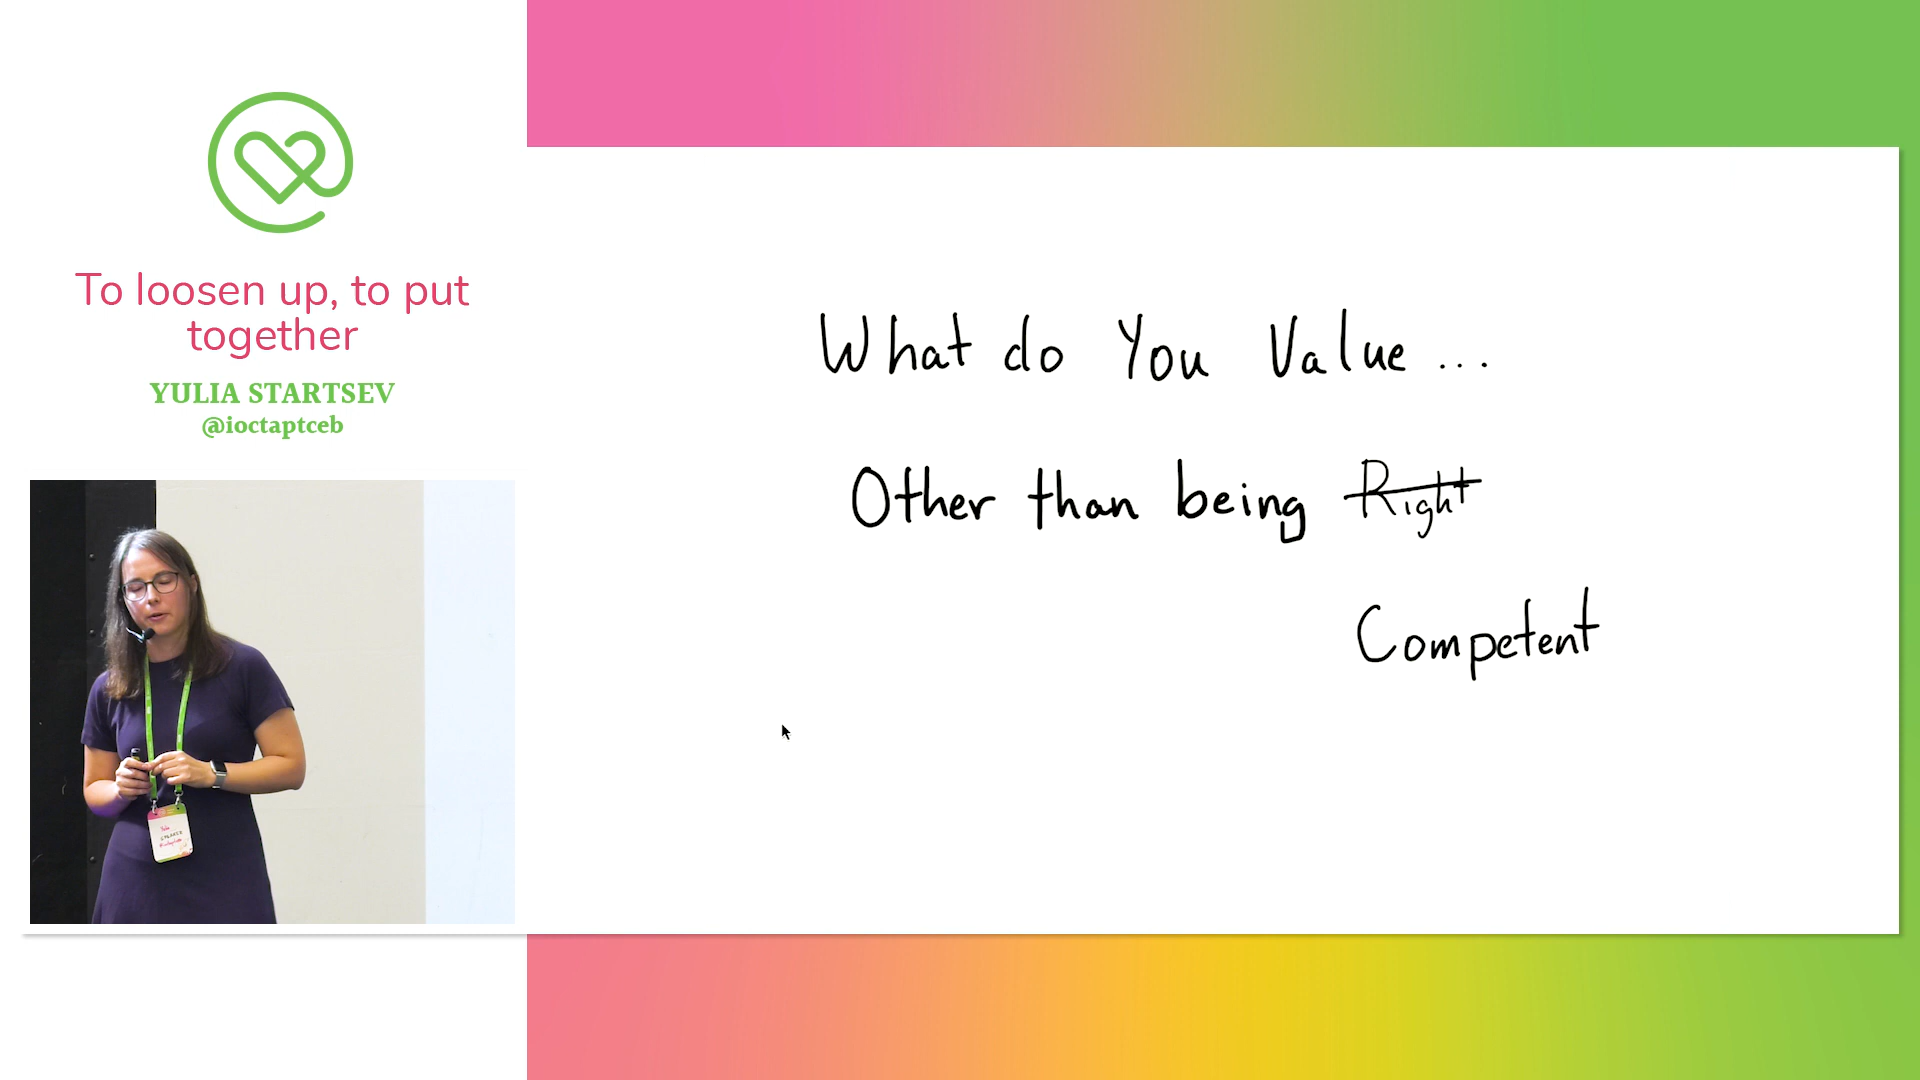 To loosen up, to put
together
YULIA STARTSEV
@ioctaptceb
What do You Value ...
Other than being Right
Competent